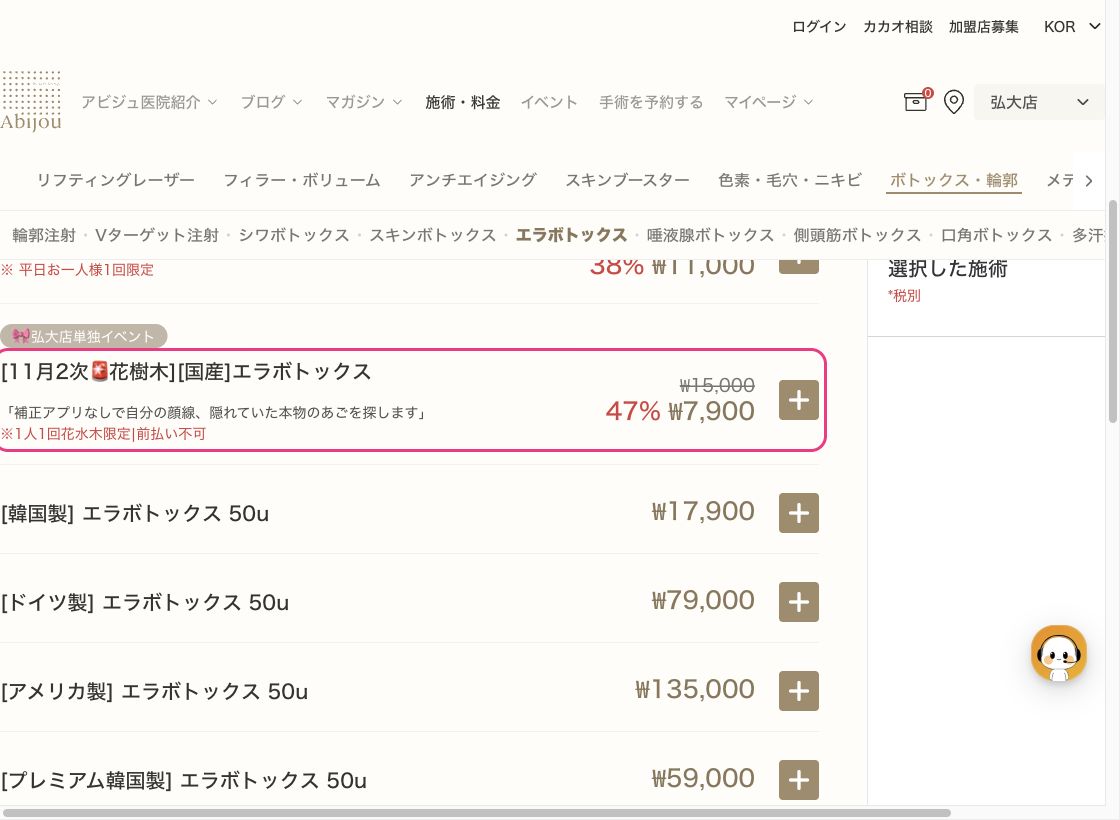 ログイン カカオ相談 加盟店募集 KOR
Abijou
アビジュ医院紹介 ブログ マガジン 施術・料金 イベント 手術を予約する マイページ 0 弘大店
リフティングレーザー フィラー・ボリューム アンチエイジング スキンブースター 色素・毛穴・ニキビ ボトックス・輪郭 メテ
輪郭注射 · Vターゲット注射 · シワボトックス · スキンボトックス · エラボトックス · 唾液腺ボトックス · 側頭筋ボトックス · 口角ボトックス · 多汗
※ 平日お一人様1回限定 38% ₩11,000
選択した施術
*税別
弘大店単独イベント
[11月2次🚨花樹木][国産]エラボトックス
₩15,000
「補正アプリなしで自分の顔線、隠れていた本物のあごを探します」 47% ₩7,900
※1人1回花水木限定|前払い不可
[韓国製] エラボトックス 50u ₩17,900
[ドイツ製] エラボトックス 50u ₩79,000
[アメリカ製] エラボトックス 50u ₩135,000
[プレミアム韓国製] エラボトックス 50u ₩59,000